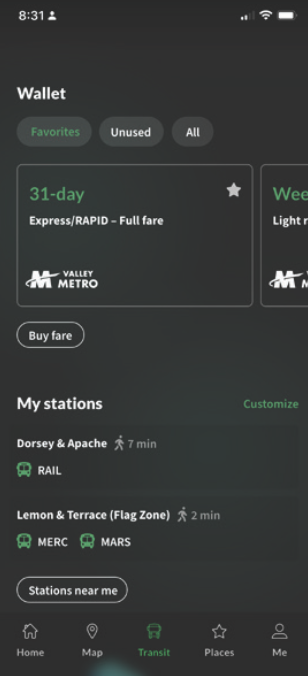 8:31
Wallet
Favorites
Unused
All
31-day
Express/RAPID – Full fare
VALLEY
METRO
Wee
Light r
M
Buy fare
My stations
Customize
Dorsey & Apache 7 min
RAIL
Lemon & Terrace (Flag Zone) 2 min
MERC MARS
Stations near me
Home
Map
Transit
Places
Me